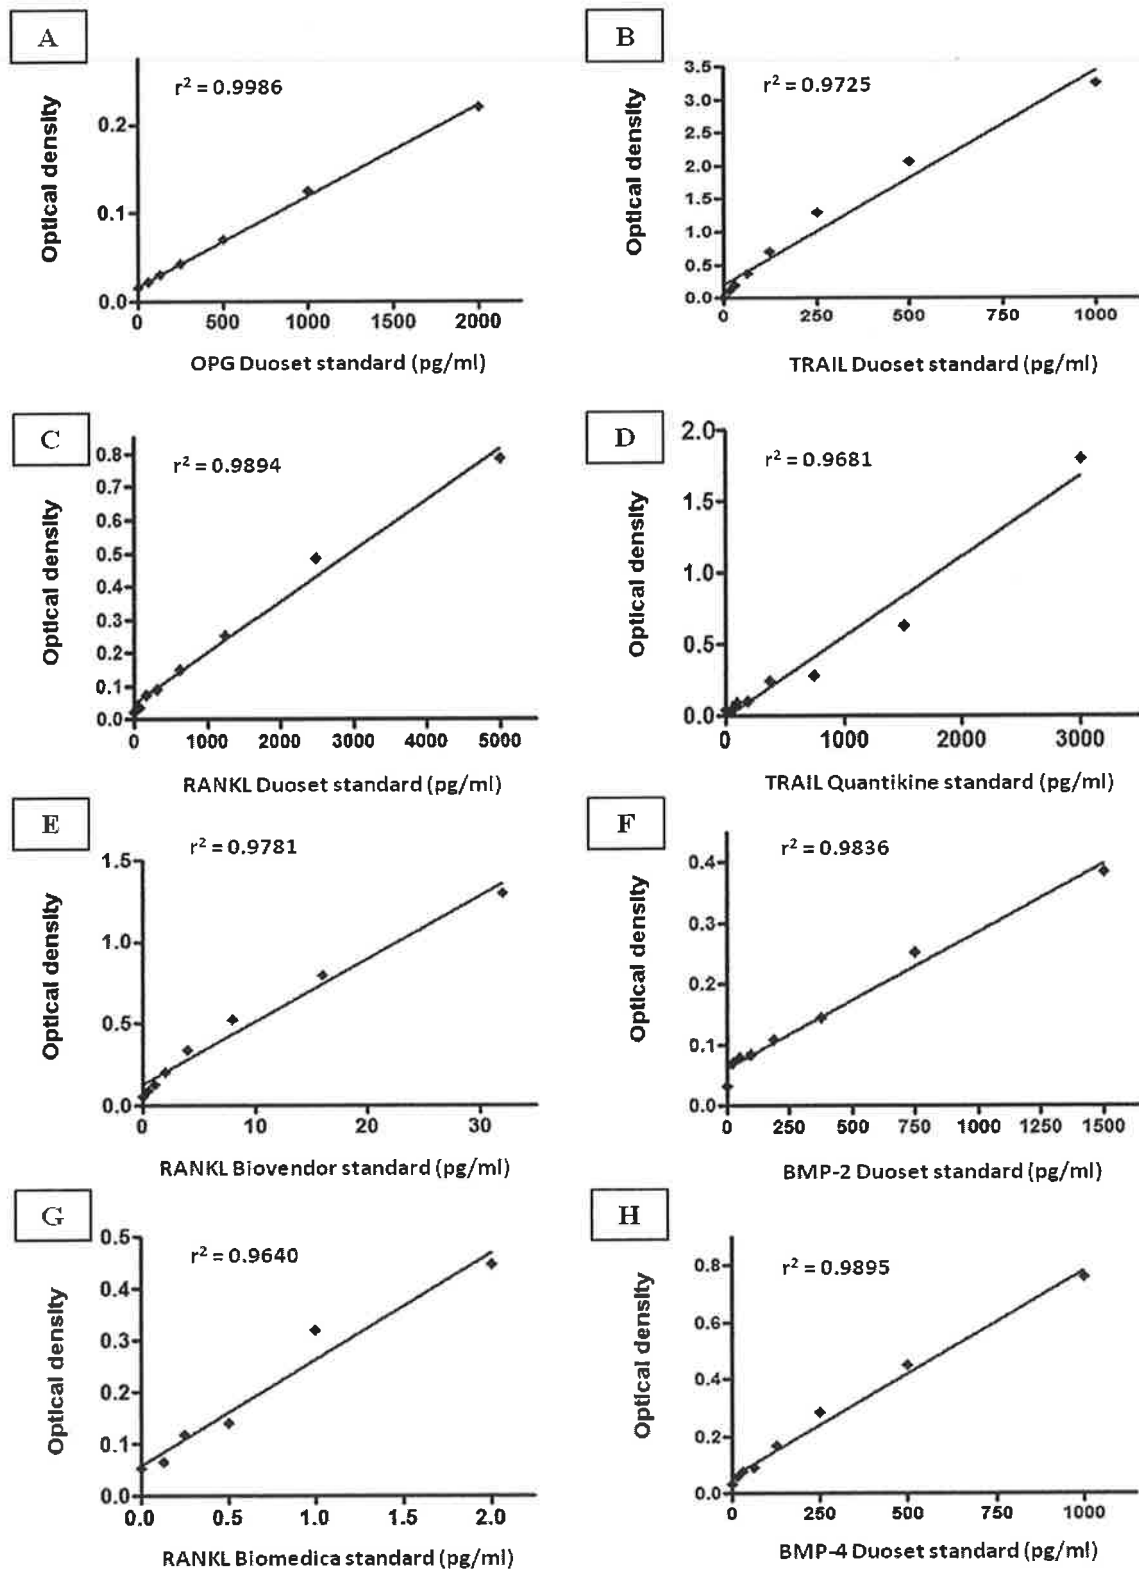 A
r² = 0.9986
Optical density
0.2
0.1
0.0
0 500 1000 1500 2000
OPG Duoset standard (pg/ml)
B
r² = 0.9725
Optical density
3.5
3.0
2.5
2.0
1.5
1.0
0.5
0.0
0 250 500 750 1000
TRAIL Duoset standard (pg/ml)
C
r² = 0.9894
Optical density
0.8
0.7
0.6
0.5
0.4
0.3
0.2
0.1
0.0
0 1000 2000 3000 4000 5000
RANKL Duoset standard (pg/ml)
D
r² = 0.9681
Optical density
2.0
1.5
1.0
0.5
0.0
0 1000 2000 3000
TRAIL Quantikine standard (pg/ml)
E
r² = 0.9781
Optical density
1.5
1.0
0.5
0.0
0 10 20 30
RANKL Biovendor standard (pg/ml)
F
r² = 0.9836
Optical density
0.4
0.3
0.2
0.1
0.0
0 250 500 750 1000 1250 1500
BMP-2 Duoset standard (pg/ml)
G
r² = 0.9640
Optical density
0.5
0.4
0.3
0.2
0.1
0.0
0.0 0.5 1.0 1.5 2.0
RANKL Biomedica standard (pg/ml)
H
r² = 0.9895
Optical density
0.8
0.6
0.4
0.2
0.0
0 250 500 750 1000
BMP-4 Duoset standard (pg/ml)